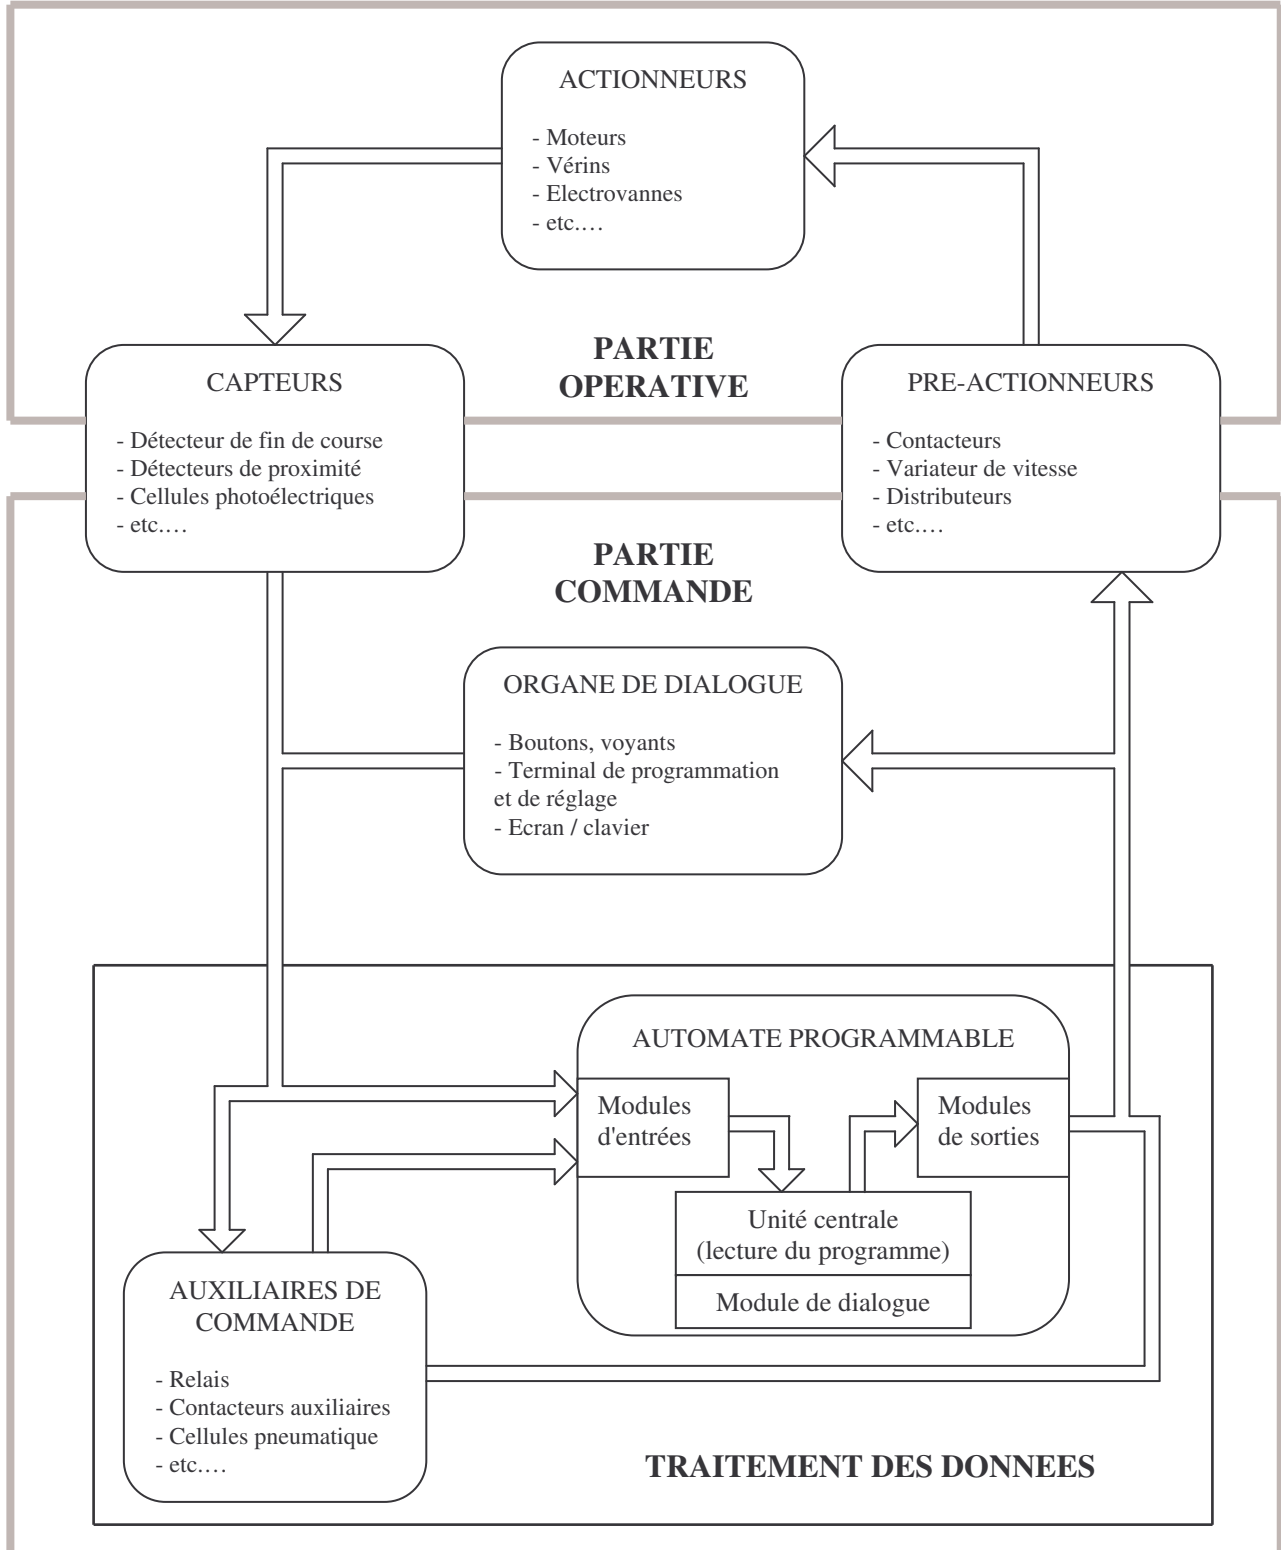 ACTIONNEURS
- Moteurs
- Vérins
- Electrovannes
- etc.…
PARTIE
OPERATIVE
CAPTEURS
- Détecteur de fin de course
- Détecteurs de proximité
- Cellules photoélectriques
- etc.…
PRE-ACTIONNEURS
- Contacteurs
- Variateur de vitesse
- Distributeurs
- etc.…
PARTIE
COMMANDE
ORGANE DE DIALOGUE
- Boutons, voyants
- Terminal de programmation
et de réglage
- Ecran / clavier
AUTOMATE PROGRAMMABLE
Modules
d'entrées
Modules
de sorties
Unité centrale
(lecture du programme)
Module de dialogue
AUXILIAIRES DE
COMMANDE
- Relais
- Contacteurs auxiliaires
- Cellules pneumatique
- etc.…
TRAITEMENT DES DONNEES